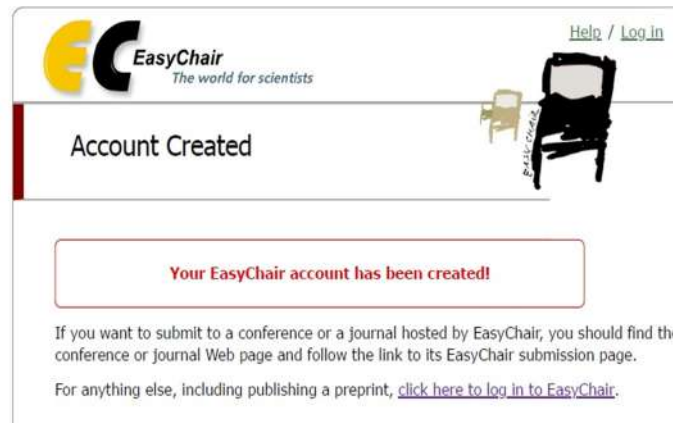 Help / Log in
EC
EasyChair
The world for scientists
EASY CHAIR
Account Created
Your EasyChair account has been created!
If you want to submit to a conference or a journal hosted by EasyChair, you should find the
conference or journal Web page and follow the link to its EasyChair submission page.
For anything else, including publishing a preprint, click here to log in to EasyChair.